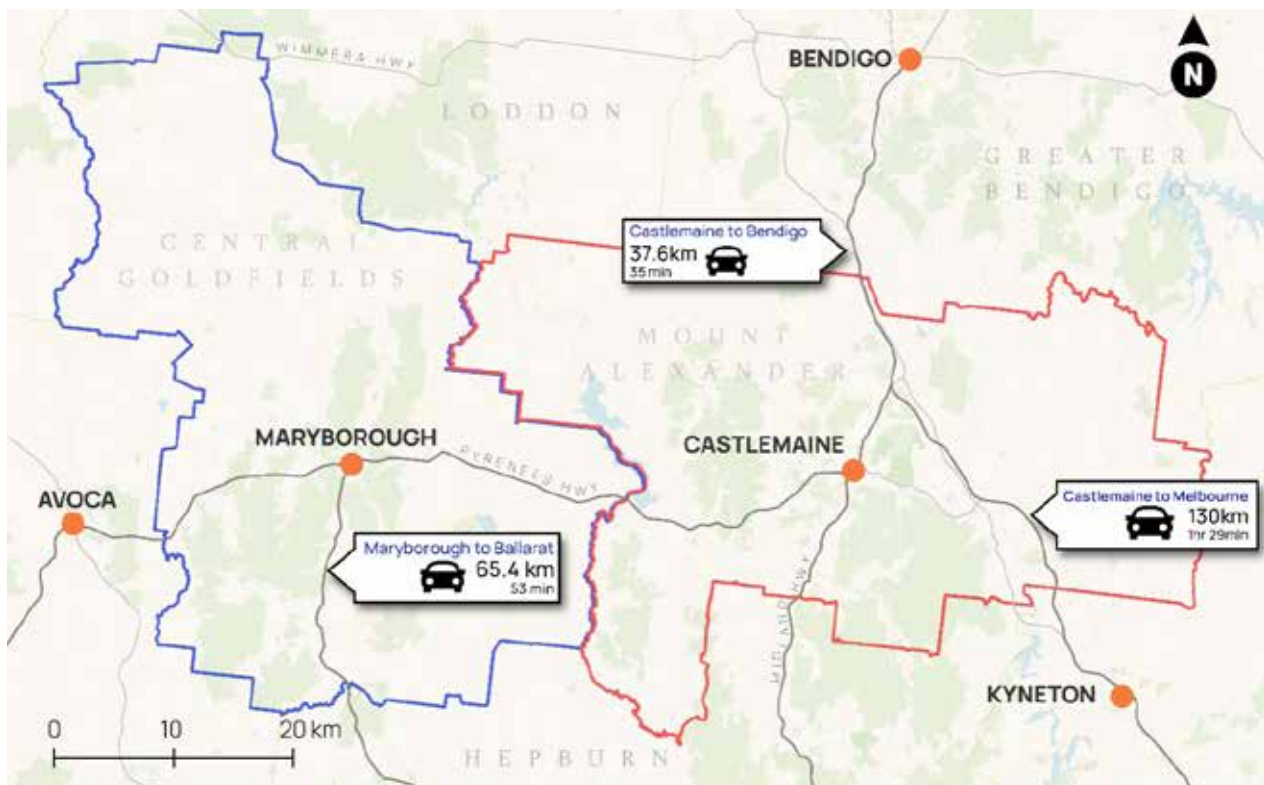 WIMMERA HWY
BENDIGO
N
LODDON
GREATER
BENDIGO
Castlemaine to Bendigo
37.6km
35min
CENTRAL
GOLDFIELDS
MOUNT
ALEXANDER
MARYBOROUGH
PYRENEES HWY
CASTLEMAINE
AVOCA
Castlemaine to Melbourne
130km
1hr 29min
Maryborough to Ballarat
65.4 km
53 min
MIDLAND HWY
KYNETON
0 10 20 km
HEPBURN